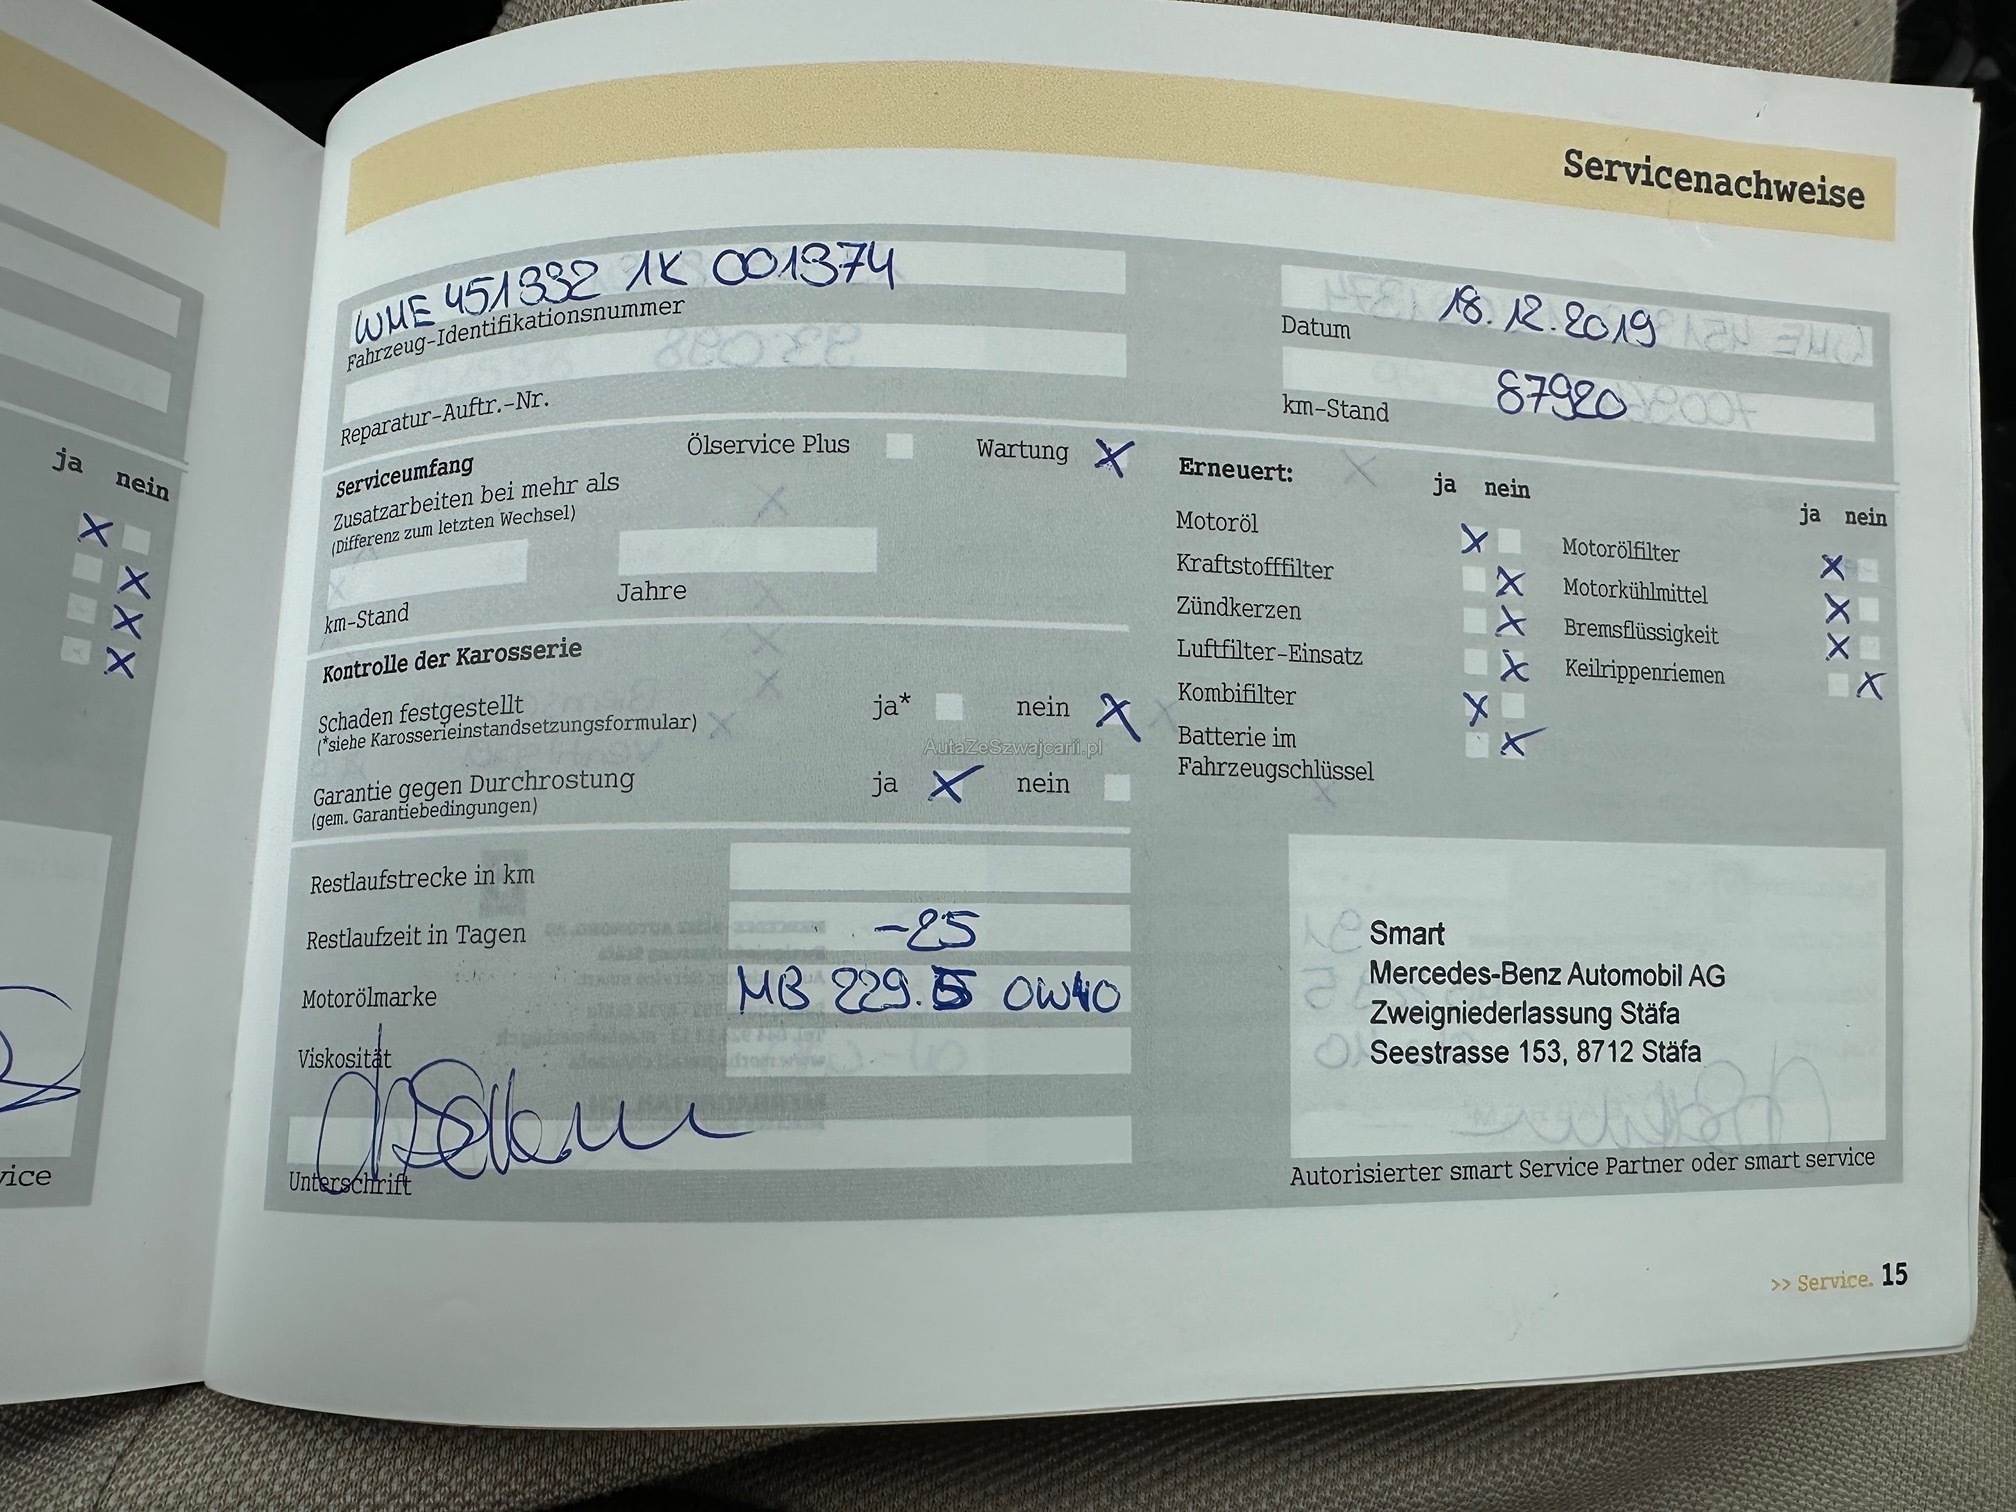 Servicenachweise
WME 451332 1K 001374
Fahrzeug-Identifikationsnummer
18.12.2019
Datum
Reparatur-Auftr.-Nr.
87920
km-Stand
Serviceumfang
Ölservice Plus
Wartung X
Zusatzarbeiten bei mehr als
(Differenz zum letzten Wechsel)
km-Stand
Jahre
Kontrolle der Karosserie
Schaden festgestellt ja* nein X
(*siehe Karosserieinstandsetzungsformular)
AutaZeSzwajcarii.pl
Garantie gegen Durchrostung ja X nein
(gem. Garantiebedingungen)
Erneuert:
ja nein
Motoröl X
Kraftstofffilter X
Zündkerzen X
Luftfilter-Einsatz X
Kombifilter X
Batterie im X
Fahrzeugschlüssel
ja nein
Motorölfilter X
Motorkühlmittel X
Bremsflüssigkeit X
Keilrippenriemen X
Restlaufstrecke in km
Restlaufzeit in Tagen -25
Motorölmarke MB 229.5 0W40
Viskosität
Unterschrift
Smart
Mercedes-Benz Automobil AG
Zweigniederlassung Stäfa
Seestrasse 153, 8712 Stäfa
Autorisierter smart Service Partner oder smart service
>> Service. 15
ja nein
X
X
X
X